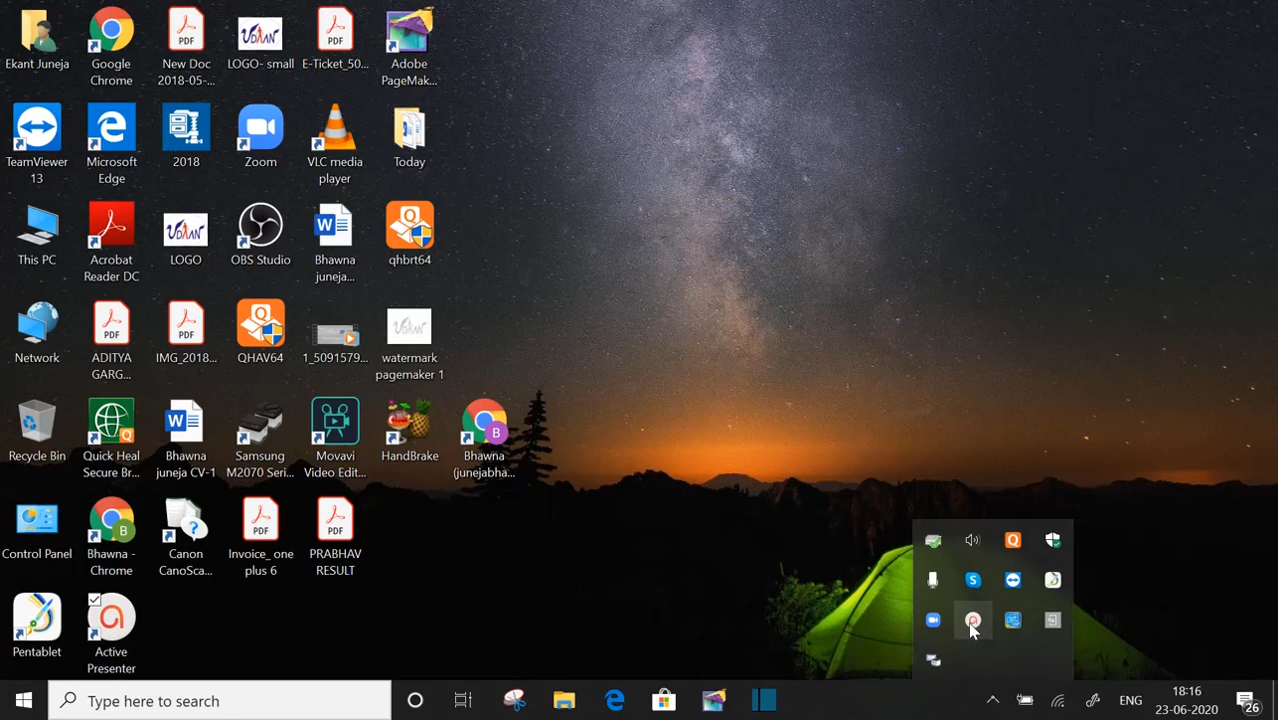 Ekant Juneja
Google
Chrome
New Doc
2018-05-...
LOGO- small
E-Ticket_50...
Adobe
PageMak...
TeamViewer
13
Microsoft
Edge
2018
Zoom
VLC media
player
Today
This PC
Acrobat
Reader DC
LOGO
OBS Studio
Bhawna
juneja...
qhbrt64
Network
ADITYA
GARG...
IMG_2018...
QHAV64
1_5091579...
watermark
pagemaker 1
Recycle Bin
Quick Heal
Secure Br...
Bhawna
juneja CV-1
Samsung
M2070 Seri...
Movavi
Video Edit...
HandBrake
Bhawna
(junejabha...
Control Panel
Bhawna -
Chrome
Canon
CanoSca...
Invoice_ one
plus 6
PRABHAV
RESULT
Pentablet
Active
Presenter
Type here to search
ENG
18:16
23-06-2020
26